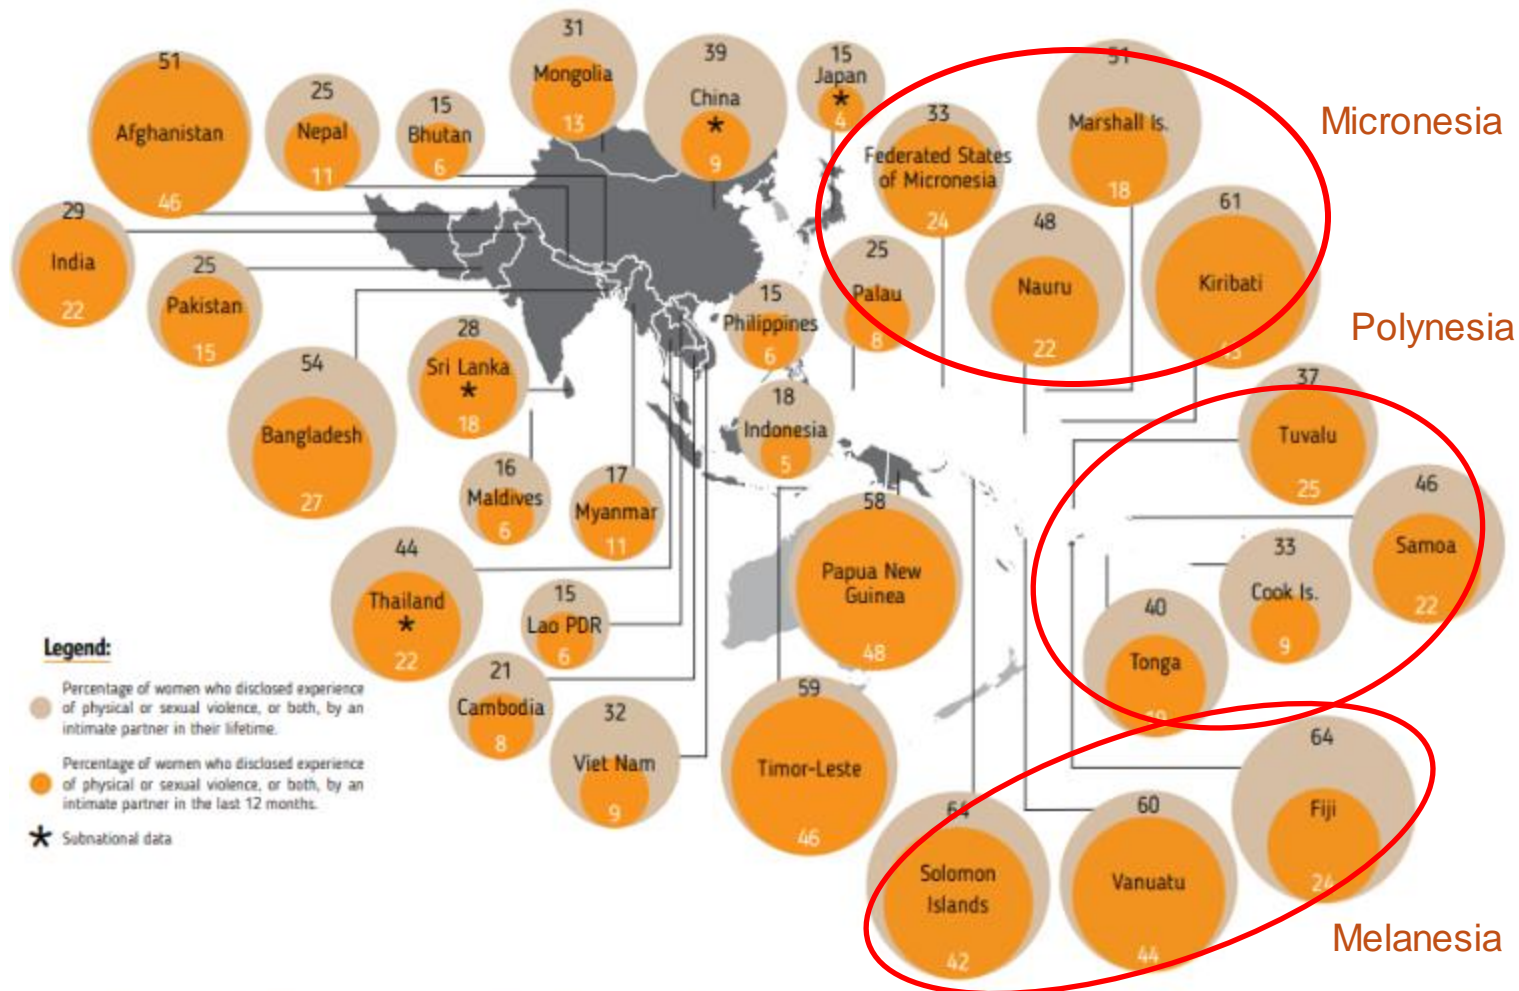 51
Afghanistan
46
25
Nepal
11
15
Bhutan
6
31
Mongolia
13
39
China
*
9
15
Japan
*
4
33
Federated States
of Micronesia
24
51
Marshall Is.
18
Micronesia
29
India
22
25
Pakistan
15
28
Sri Lanka
*
18
15
Philippines
6
25
Palau
8
48
Nauru
22
61
Kiribati
Polynesia
54
Bangladesh
27
16
Maldives
6
17
Myanmar
11
18
Indonesia
5
37
Tuvalu
25
46
Samoa
22
44
Thailand
*
22
15
Lao PDR
6
58
Papua New
Guinea
48
33
Cook Is.
9
40
Tonga
21
Cambodia
8
32
Viet Nam
9
59
Timor-Leste
46
64
Solomon
Islands
42
60
Vanuatu
44
64
Fiji
24
Melanesia
Legend:
Percentage of women who disclosed experience
of physical or sexual violence, or both, by an
intimate partner in their lifetime.
Percentage of women who disclosed experience
of physical or sexual violence, or both, by an
intimate partner in the last 12 months.
* Subnational data